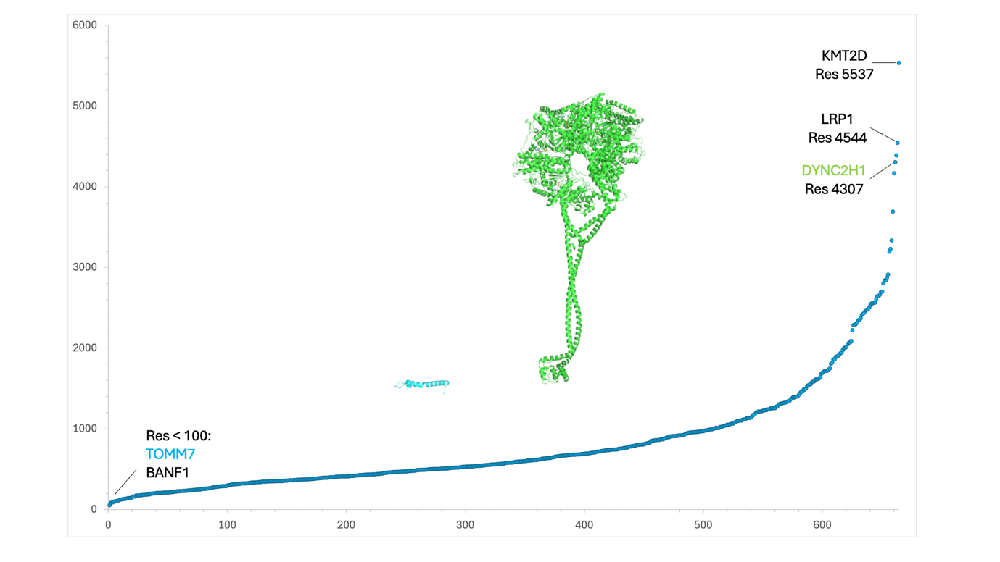 6000
5000
4000
3000
2000
1000
0
KMT2D
Res 5537
LRP1
Res 4544
DYNC2H1
Res 4307
Res < 100:
TOMM7
BANF1
0 100 200 300 400 500 600